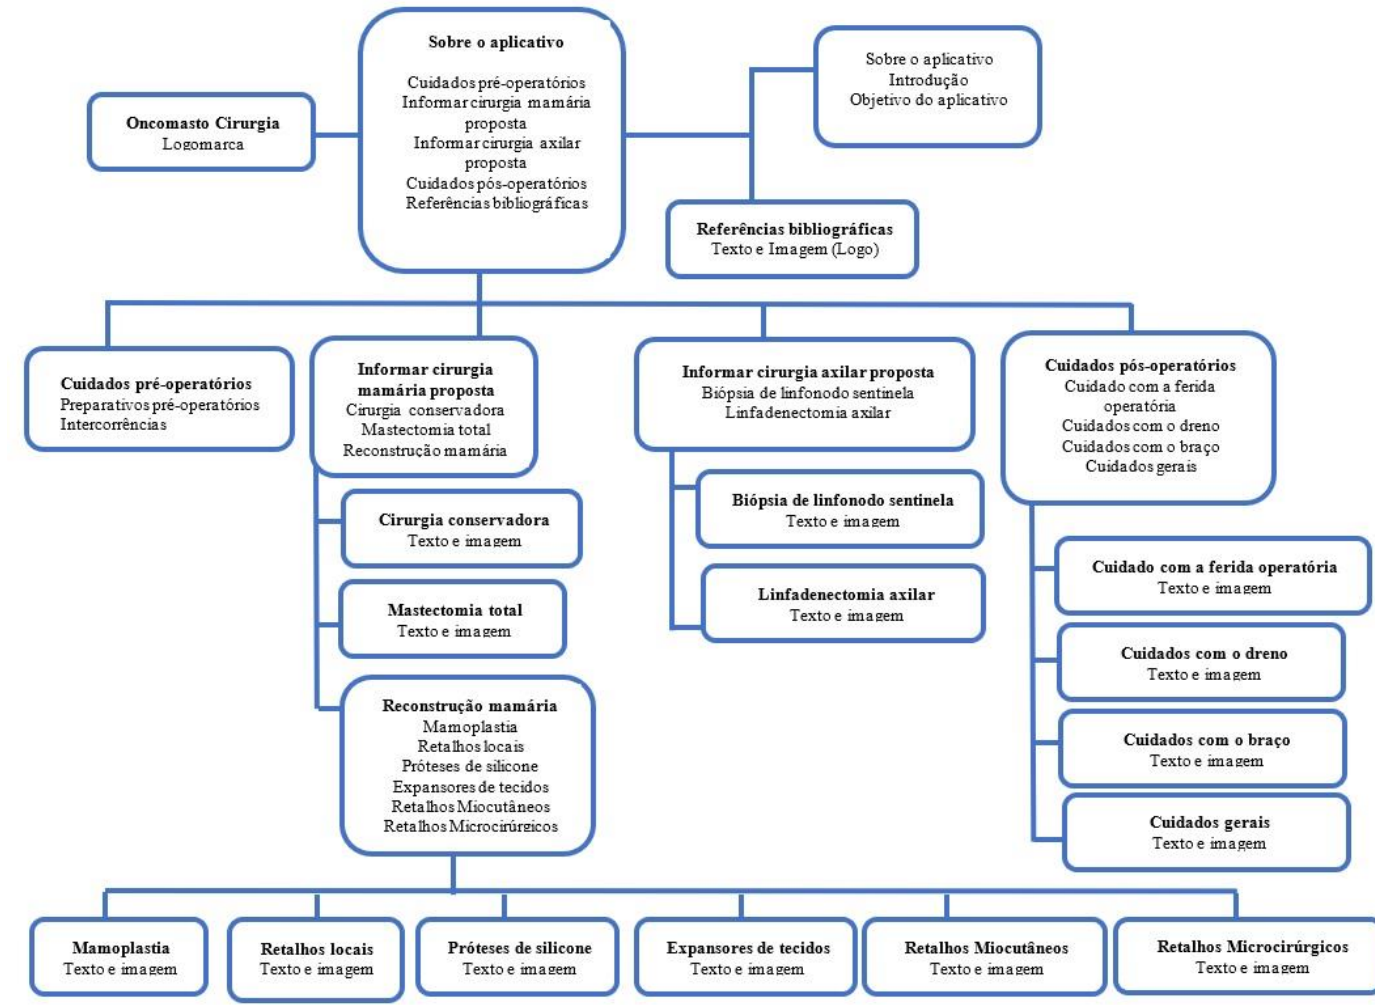 Sobre o aplicativo
Cuidados pré-operatórios
Informar cirurgia mamária
proposta
Informar cirurgia axilar
proposta
Cuidados pós-operatórios
Referências bibliográficas
Sobre o aplicativo
Introdução
Objetivo do aplicativo
Oncomasto Cirurgia
Logomarca
Referências bibliográficas
Texto e Imagem (Logo)
Cuidados pré-operatórios
Preparativos pré-operatórios
Intercorrências
Informar cirurgia
mamária proposta
Cirurgia conservadora
Mastectomia total
Reconstrução mamária
Informar cirurgia axilar proposta
Biópsia de linfonodo sentinela
Linfadenectomia axilar
Cuidados pós-operatórios
Cuidado com a ferida
operatória
Cuidados com o dreno
Cuidados com o braço
Cuidados gerais
Cirurgia conservadora
Texto e imagem
Mastectomia total
Texto e imagem
Reconstrução mamária
Mamoplastia
Retalhos locais
Próteses de silicone
Expansores de tecidos
Retalhos Miocutâneos
Retalhos Microcirúrgicos
Biópsia de linfonodo sentinela
Texto e imagem
Linfadenectomia axilar
Texto e imagem
Cuidado com a ferida operatória
Texto e imagem
Cuidados com o dreno
Texto e imagem
Cuidados com o braço
Texto e imagem
Cuidados gerais
Texto e imagem
Mamoplastia
Texto e imagem
Retalhos locais
Texto e imagem
Próteses de silicone
Texto e imagem
Expansores de tecidos
Texto e imagem
Retalhos Miocutâneos
Texto e imagem
Retalhos Microcirúrgicos
Texto e imagem